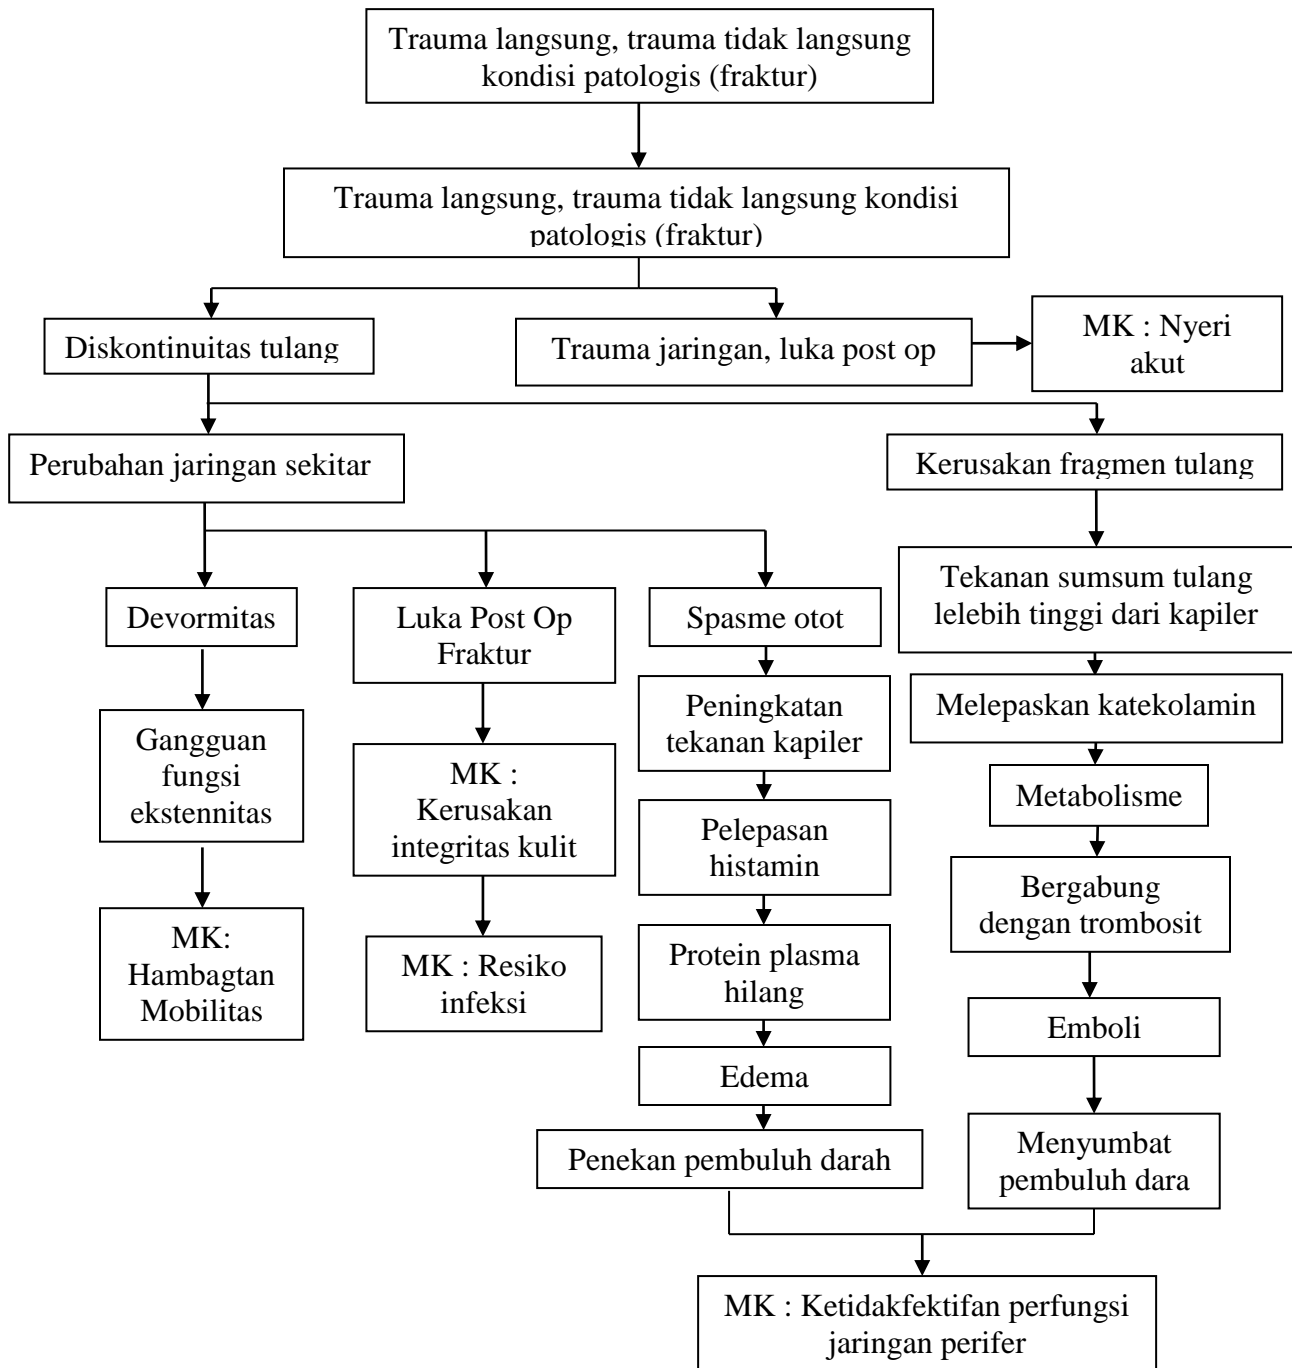 Trauma langsung, trauma tidak langsung
kondisi patologis (fraktur)
Trauma langsung, trauma tidak langsung kondisi
patologis (fraktur)
Diskontinuitas tulang
Trauma jaringan, luka post op
MK : Nyeri
akut
Perubahan jaringan sekitar
Kerusakan fragmen tulang
Devormitas
Luka Post Op
Fraktur
Spasme otot
Tekanan sumsum tulang
lelebih tinggi dari kapiler
Gangguan
fungsi
ekstennitas
MK :
Kerusakan
integritas kulit
Peningkatan
tekanan kapiler
Melepaskan katekolamin
Metabolisme
Pelepasan
histamin
Bergabung
dengan trombosit
MK:
Hambagtan
Mobilitas
MK : Resiko
infeksi
Protein plasma
hilang
Emboli
Edema
Penekan pembuluh darah
Menyumbat
pembuluh dara
MK : Ketidakfektifan perfungsi
jaringan perifer